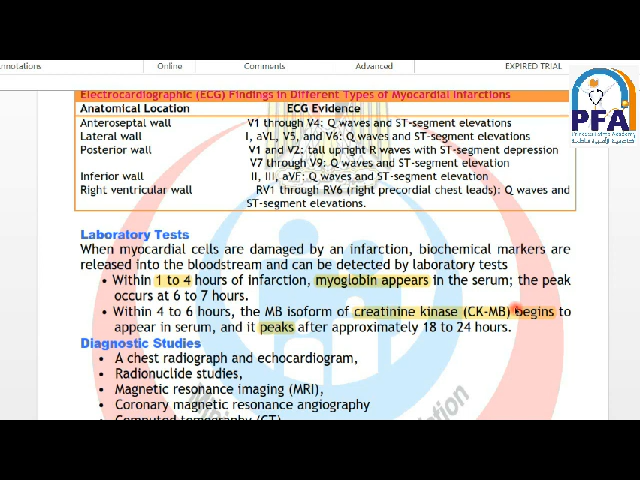 nnotations Online Comments Advanced EXPIRED TRIAL
Electrocardiographic (ECG) Findings in Different Types of Myocardial Infarctions
Anatomical Location ECG Evidence
Anteroseptal wall V1 through V4: Q waves and ST-segment elevations
Lateral wall I, aVL, V5, and V6: Q waves and ST-segment elevations
Posterior wall V1 and V2: tall upright R waves with ST-segment depression
V7 through V9: Q waves and ST-segment elevation
Inferior wall II, III, aVF: Q waves and ST-segment elevation
Right ventricular wall RV1 through RV6 (right precordial chest leads): Q waves and
ST-segment elevations.
PFA
Laboratory Tests
When myocardial cells are damaged by an infarction, biochemical markers are
released into the bloodstream and can be detected by laboratory tests
• Within 1 to 4 hours of infarction, myoglobin appears in the serum; the peak
occurs at 6 to 7 hours.
• Within 4 to 6 hours, the MB isoform of creatinine kinase (CK-MB) begins to
appear in serum, and it peaks after approximately 18 to 24 hours.
Diagnostic Studies
• A chest radiograph and echocardiogram,
• Radionuclide studies,
• Magnetic resonance imaging (MRI),
• Coronary magnetic resonance angiography
• Computed tomography (CT)